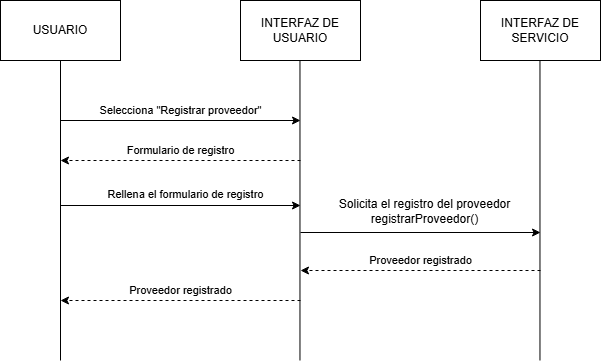 USUARIO
INTERFAZ DE
USUARIO
INTERFAZ DE
SERVICIO
Selecciona "Registrar proveedor"
Formulario de registro
Rellena el formulario de registro
Solicita el registro del proveedor
registrarProveedor()
Proveedor registrado
Proveedor registrado